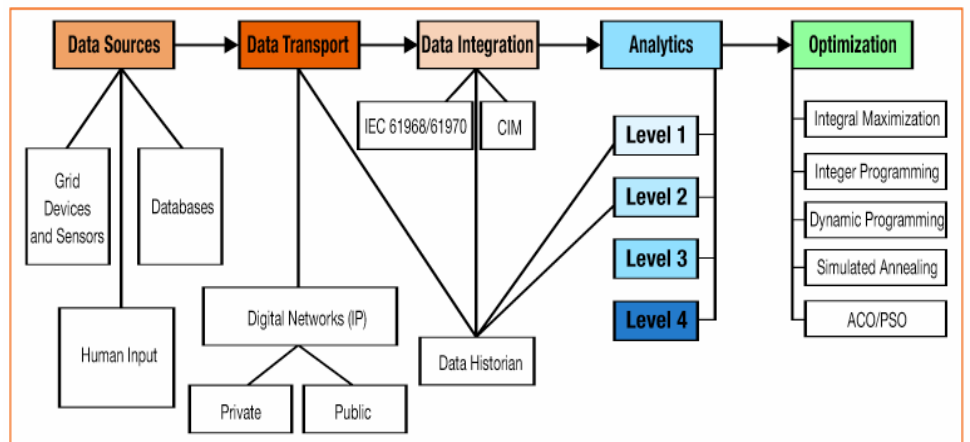 Data Sources
Data Transport
Data Integration
Analytics
Optimization
IEC 61968/61970
CIM
Grid
Devices
and Sensors
Databases
Human Input
Digital Networks (IP)
Private
Public
Data Historian
Level 1
Level 2
Level 3
Level 4
Integral Maximization
Integer Programming
Dynamic Programming
Simulated Annealing
ACO/PSO